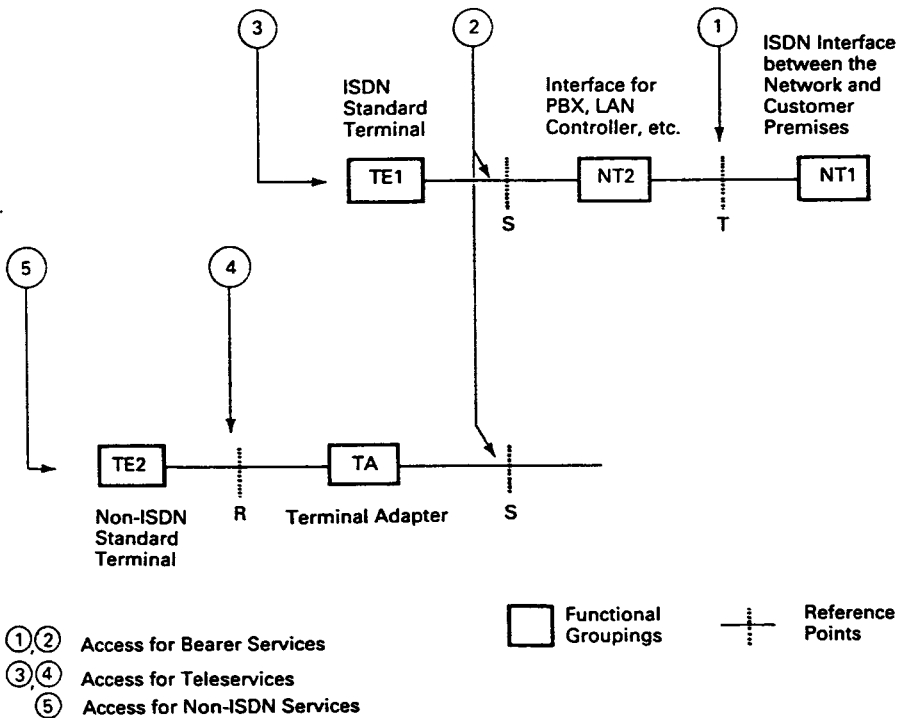 3
2
1
ISDN
Standard
Terminal
Interface for
PBX, LAN
Controller, etc.
ISDN Interface
between the
Network and
Customer
Premises
TE1
NT2
NT1
S
T
5
4
TE2
TA
Non-ISDN
Standard
Terminal
R
Terminal Adapter
S
1,2 Access for Bearer Services
3,4 Access for Teleservices
5 Access for Non-ISDN Services
Functional
Groupings
Reference
Points